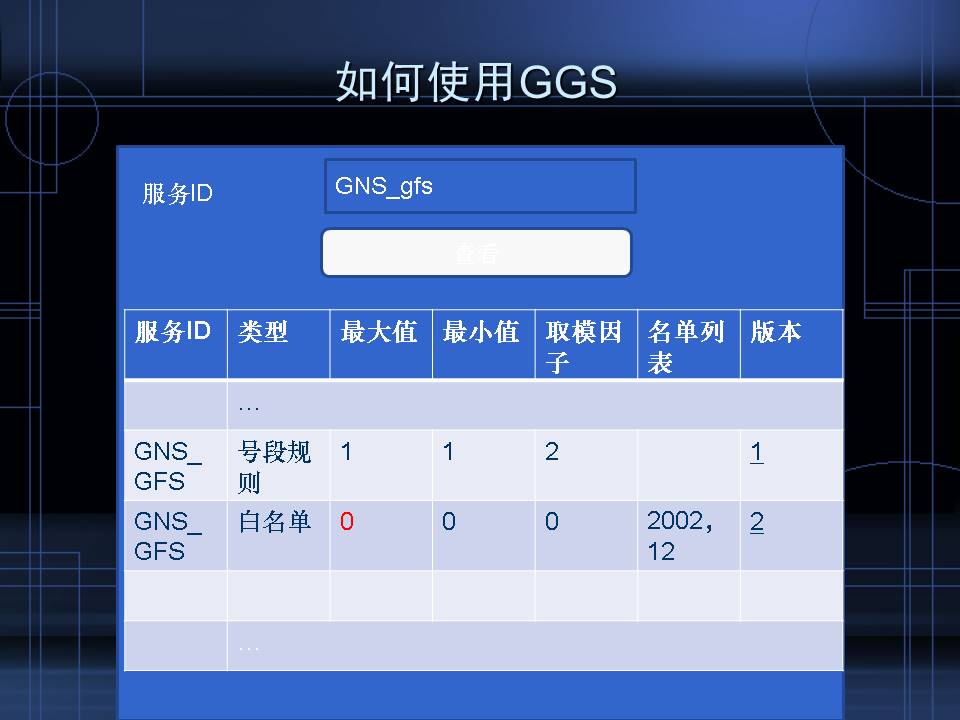 如何使用GGS
服务ID
GNS_gfs
查看
服务ID 类型 最大值 最小值 取模因子 名单列表 版本
…
GNS_GFS 号段规则 1 1 2 1
GNS_GFS 白名单 0 0 0 2002，12 2
…